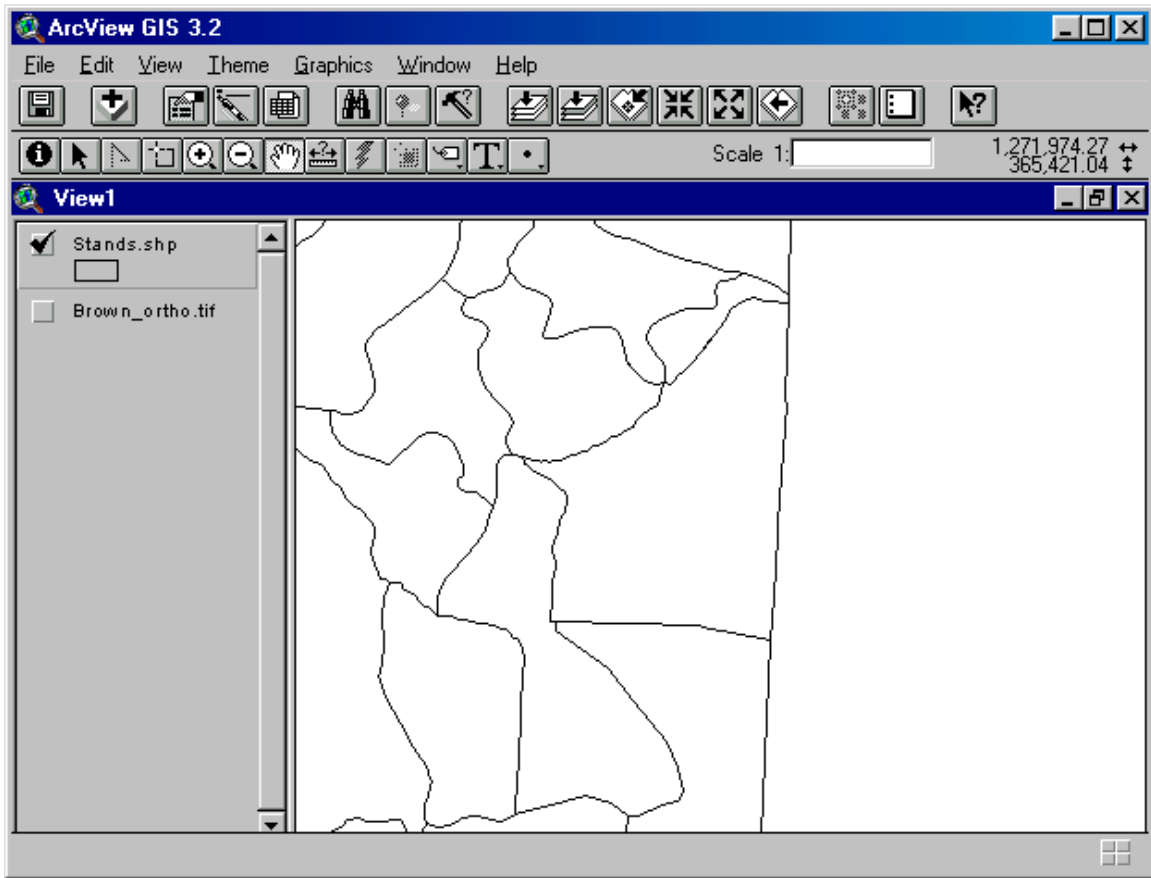 ArcView GIS 3.2
File Edit View Theme Graphics Window Help
Scale 1:
1,271,974.27
365,421.04
View1
Stands.shp
Brown_ortho.tif